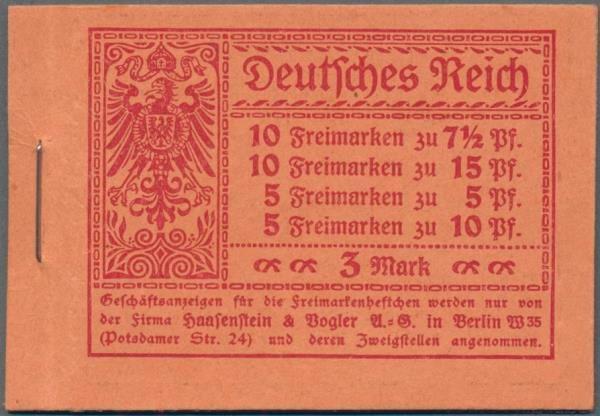 Deutsches Reich
10 Freimarken zu 7½ Pf.
10 Freimarken zu 15 Pf.
5 Freimarken zu 5 Pf.
5 Freimarken zu 10 Pf.
3 Mark
Geschäftsanzeigen für die Freimarkenheftchen werden nur von
der Firma Haasenstein & Vogler A.=G. in Berlin W 35
(Potsdamer Str. 24) und deren Zweigstellen angenommen.